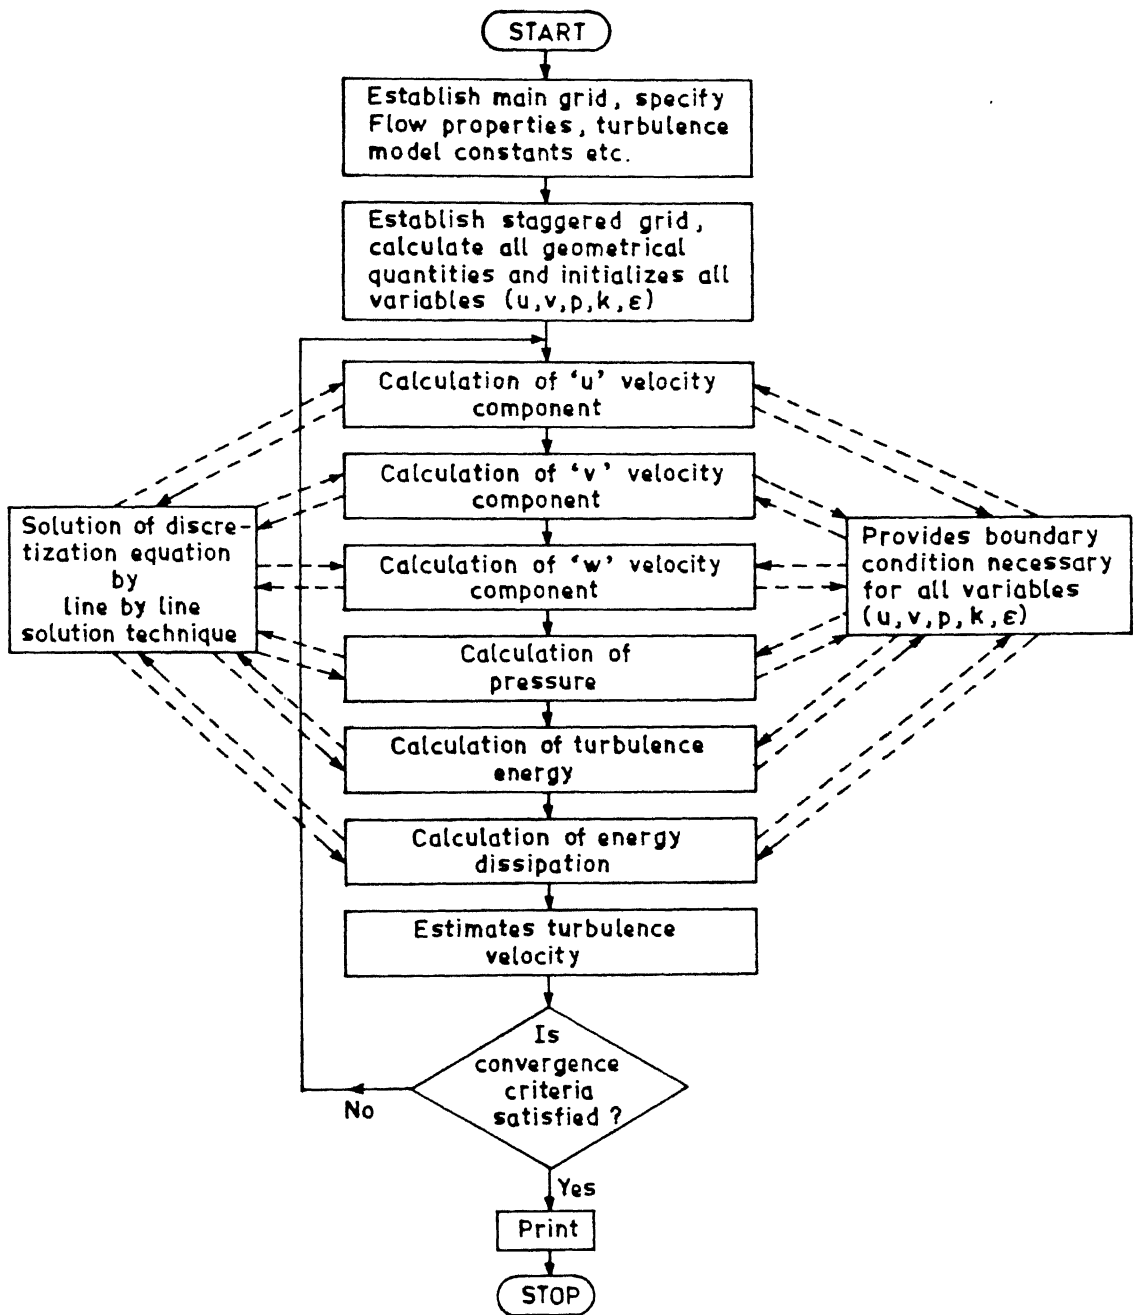 START
Establish main grid, specify
Flow properties, turbulence
model constants etc.
Establish staggered grid,
calculate all geometrical
quantities and initializes all
variables (u,v,p,k,ε)
Calculation of ‘u’ velocity
component
Calculation of ‘v’ velocity
component
Calculation of ‘w’ velocity
component
Solution of discre-
tization equation
by
line by line
solution technique
Provides boundary
condition necessary
for all variables
(u,v,p,k,ε)
Calculation of
pressure
Calculation of turbulence
energy
Calculation of energy
dissipation
Estimates turbulence
velocity
Is
convergence
criteria
satisfied ?
No
Yes
Print
STOP